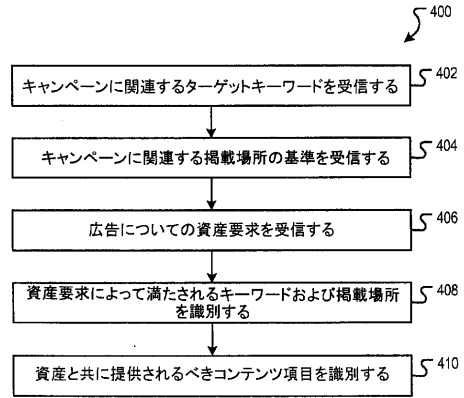 400
キャンペーンに関連するターゲットキーワードを受信する
402
キャンペーンに関連する掲載場所の基準を受信する
404
広告についての資産要求を受信する
406
資産要求によって満たされるキーワードおよび掲載場所
を識別する
408
資産と共に提供されるべきコンテンツ項目を識別する
410